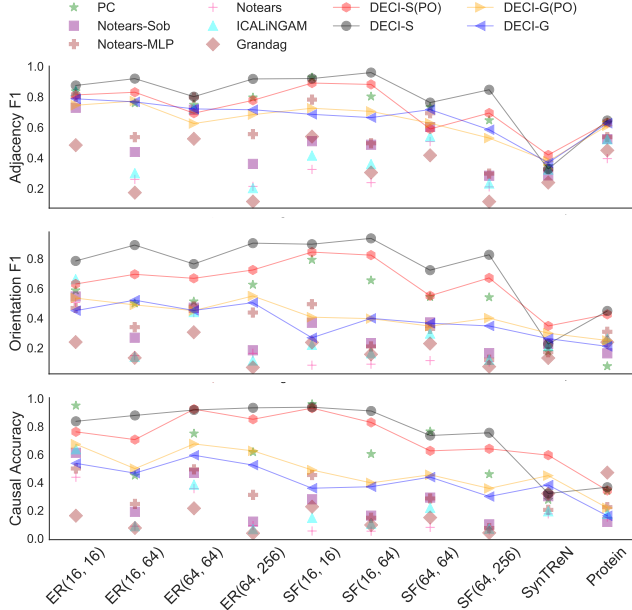 PC Notears DECI-S(PO) DECI-G(PO)
Notears-Sob ICALiNGAM DECI-S DECI-G
Notears-MLP Grandag
Adjacency F1
1.0
0.8
0.6
0.4
0.2
Orientation F1
0.8
0.6
0.4
0.2
Causal Accuracy
1.0
0.8
0.6
0.4
0.2
0.0
ER(16, 16) ER(16, 64) ER(64, 64) ER(64, 256) SF(16, 16) SF(16, 64) SF(64, 64) SF(64, 256) SynTReN Protein